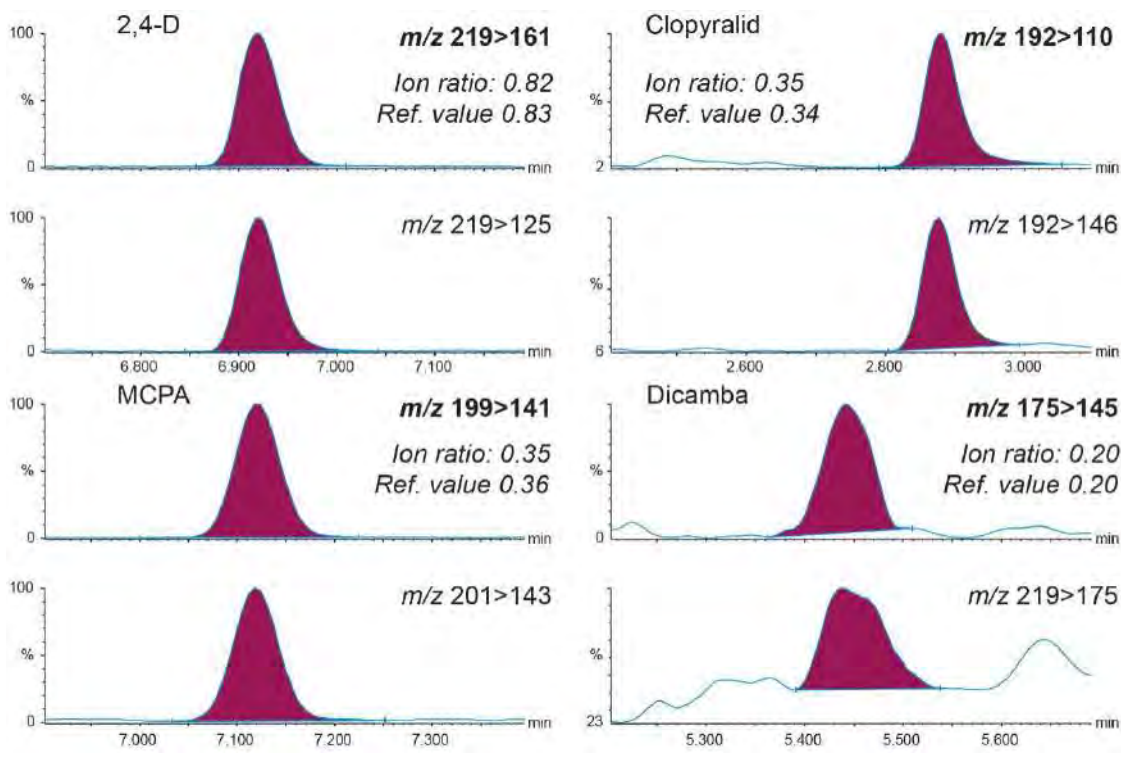 2,4-D
m/z 219>161
Ion ratio: 0.82
Ref. value 0.83
100
%
0
min
m/z 219>125
100
%
0
min
6.800 6.900 7.000 7.100
Clopyralid
m/z 192>110
Ion ratio: 0.35
Ref. value 0.34
%
2
min
m/z 192>146
%
6
min
2.600 2.800 3.000
MCPA
m/z 199>141
Ion ratio: 0.35
Ref. value 0.36
100
%
0
min
m/z 201>143
100
%
0
min
7.000 7.100 7.200 7.300
Dicamba
m/z 175>145
Ion ratio: 0.20
Ref. value 0.20
%
0
min
m/z 219>175
%
23
min
5.300 5.400 5.500 5.600